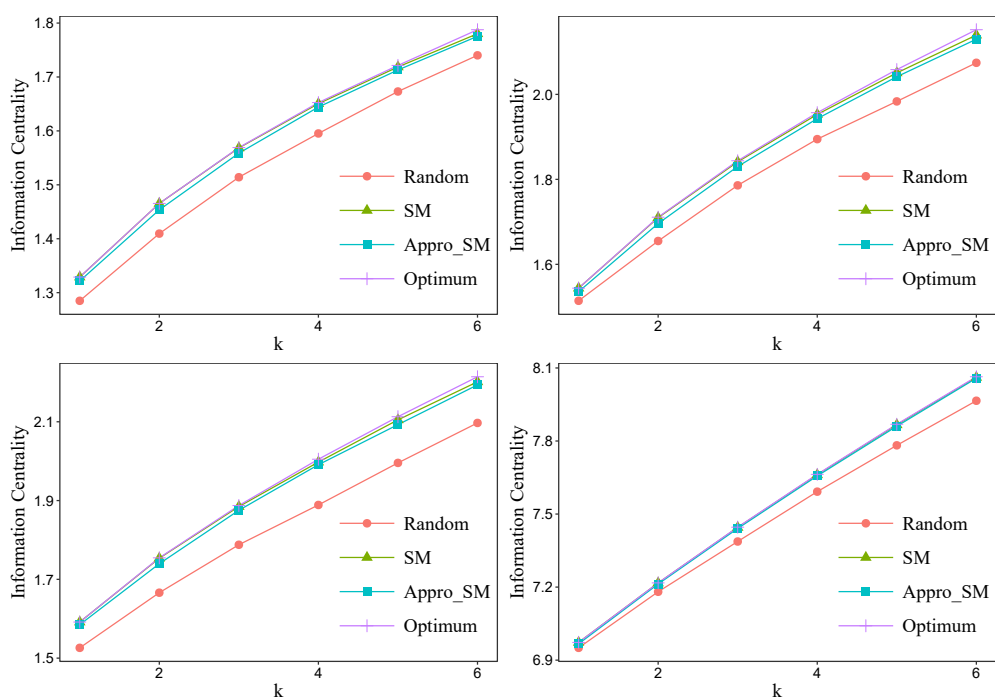 Information Centrality
1.8
1.7
1.6
1.5
1.4
1.3
Random
SM
Appro_SM
Optimum
2
4
6
k
Information Centrality
2.0
1.8
1.6
Random
SM
Appro_SM
Optimum
2
4
6
k
Information Centrality
2.1
1.9
1.7
1.5
Random
SM
Appro_SM
Optimum
2
4
6
k
Information Centrality
8.1
7.8
7.5
7.2
6.9
Random
SM
Appro_SM
Optimum
2
4
6
k